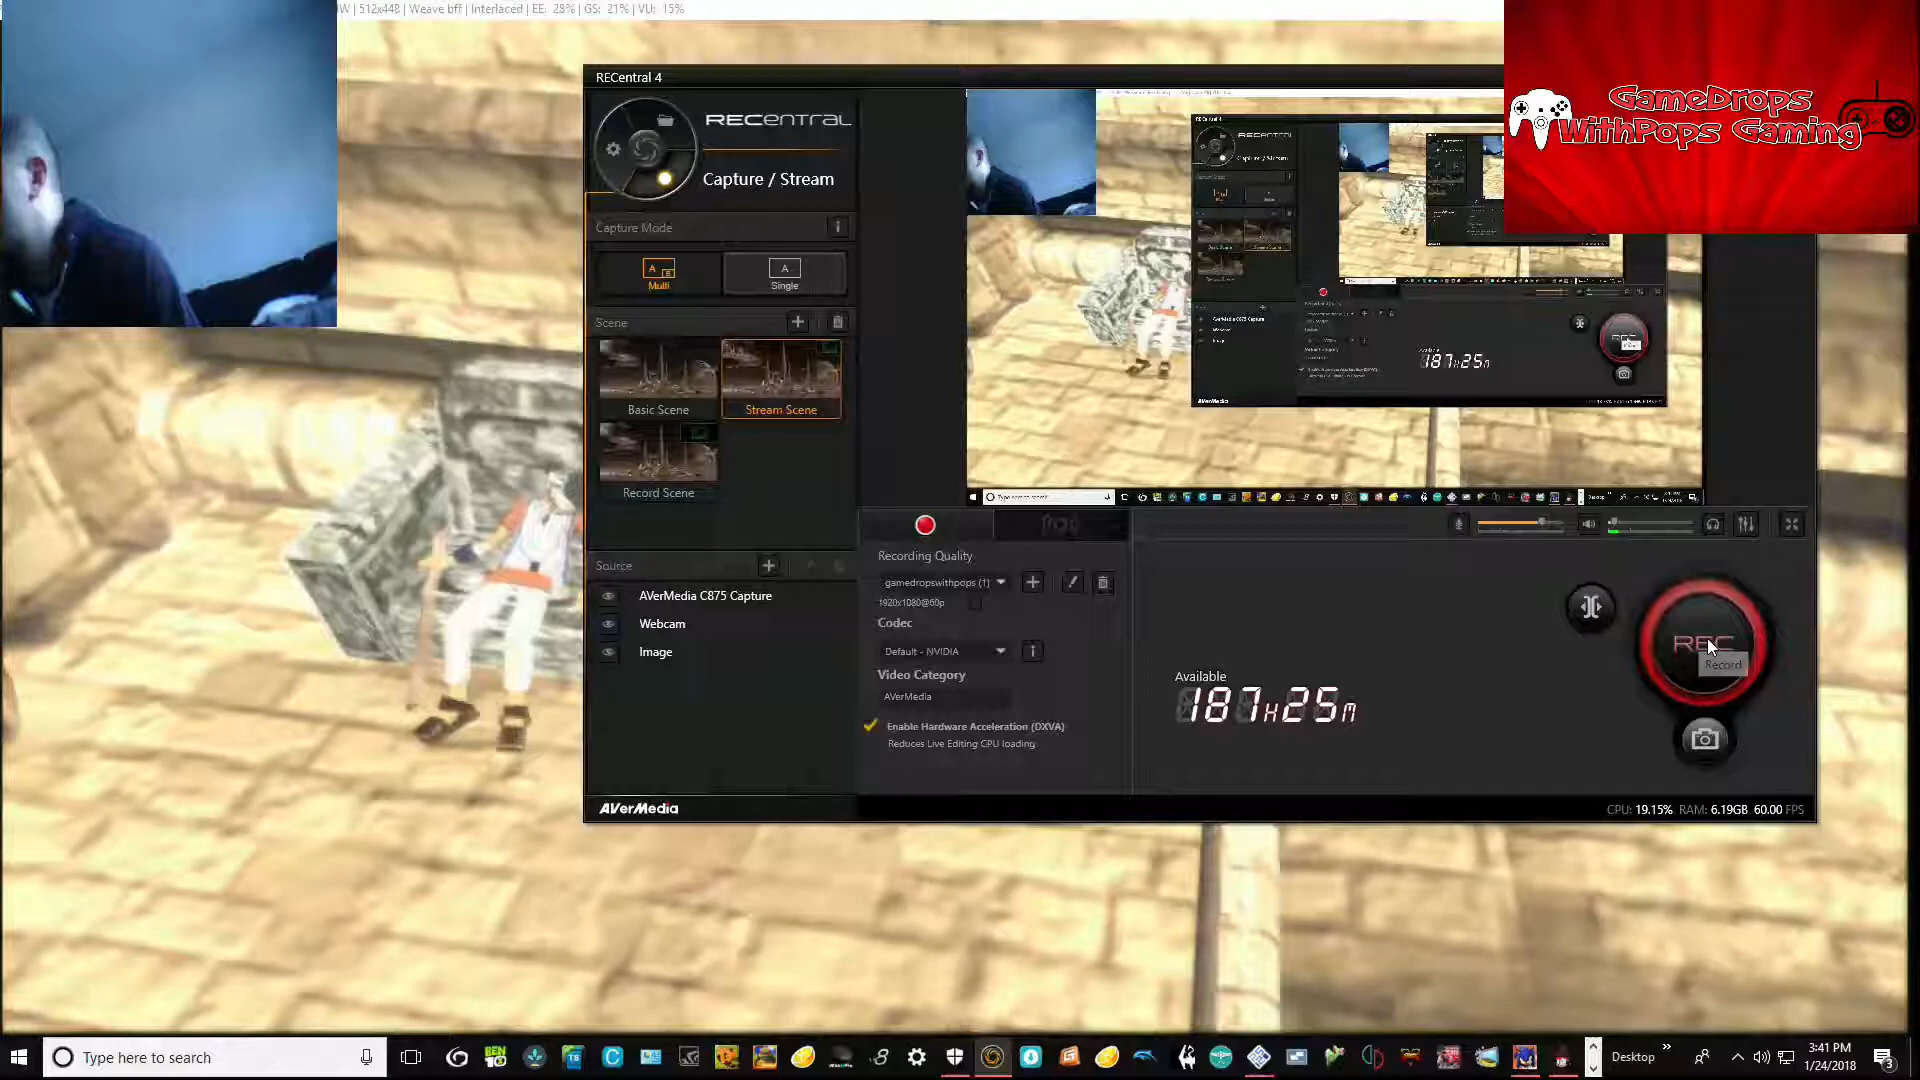 0W | 512x448 | Weave bff | Interlaced | EE: 28% | GS: 21% | VU: 15%
GameDrops
WithPops Gaming
RECentral 4
RECENTRAL
Capture / Stream
Capture Mode
Multi
Single
Scene
Basic Scene
Stream Scene
Record Scene
Source
AVerMedia C875 Capture
Webcam
Image
AVerMedia
Recording Quality
gamedropswithpops (1)
1920x1080@60p
Codec
Default - NVIDIA
Video Category
AVerMedia
Enable Hardware Acceleration (DXVA)
Reduces Live Editing CPU loading
Available
187H25M
REC
Record
CPU: 19.15% RAM: 6.19GB 60.00 FPS
Type here to search
BEN 10
Desktop
3:41 PM
1/24/2018
3